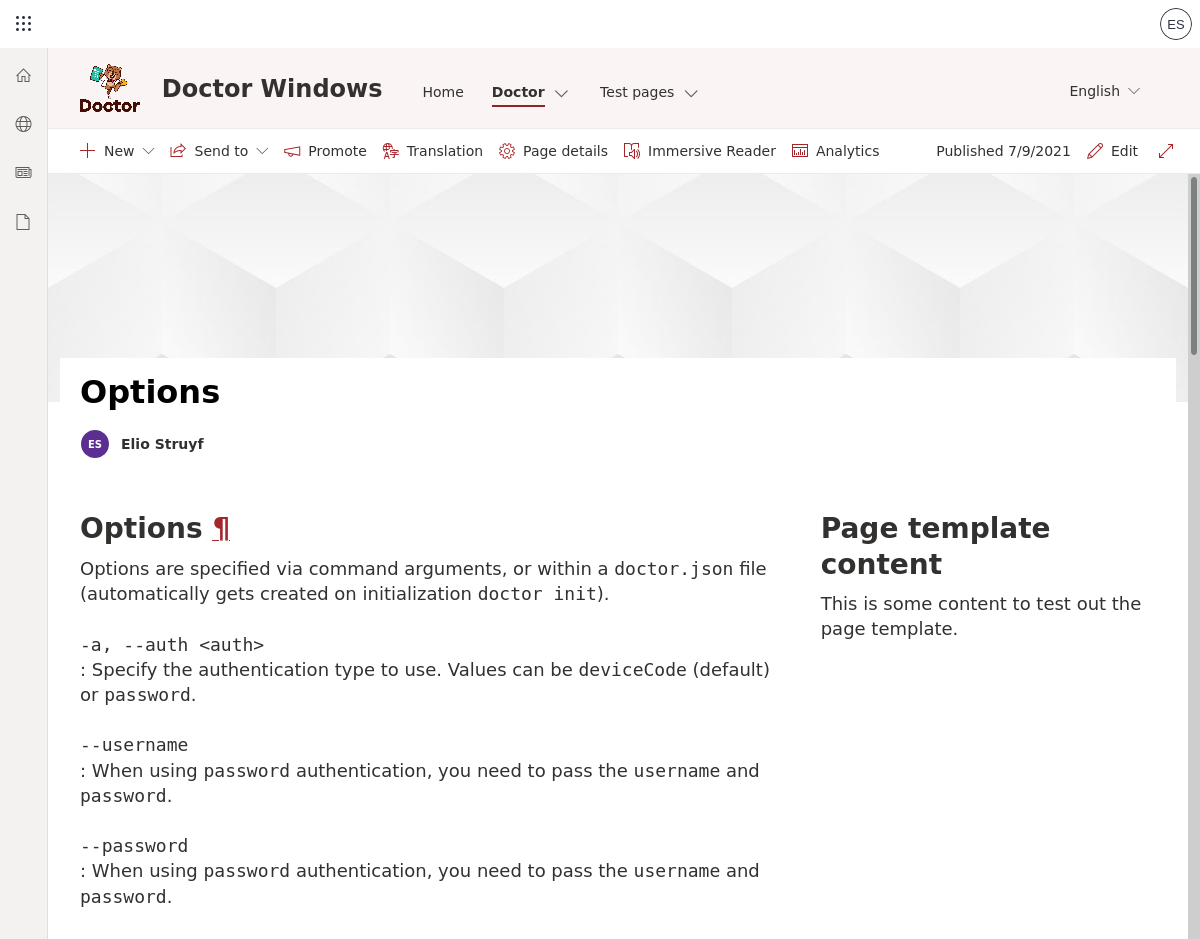 ES
Doctor
Doctor Windows
Home
Doctor
Test pages
English
New
Send to
Promote
Translation
Page details
Immersive Reader
Analytics
Published 7/9/2021
Edit
Options
ES
Elio Struyf
Options ¶
Options are specified via command arguments, or within a doctor.json file
(automatically gets created on initialization doctor init).
-a, --auth <auth>
: Specify the authentication type to use. Values can be deviceCode (default)
or password.
--username
: When using password authentication, you need to pass the username and
password.
--password
: When using password authentication, you need to pass the username and
password.
Page template
content
This is some content to test out the
page template.